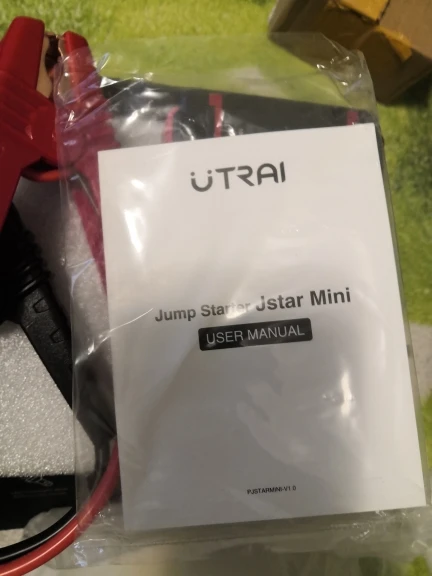 UTRAI
Jump Starter Jstar Mini
USER MANUAL
PJSTARMINI-V1.0